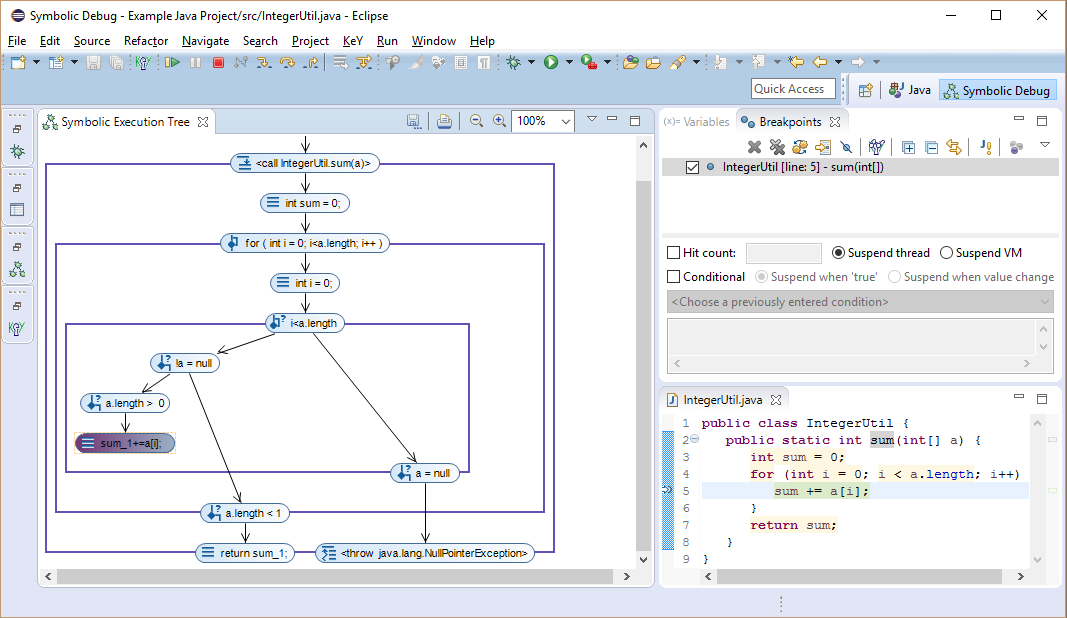 Symbolic Debug - Example Java Project/src/IntegerUtil.java - Eclipse
File Edit Source Refactor Navigate Search Project KeY Run Window Help
Quick Access Java Symbolic Debug
Symbolic Execution Tree
100%
<call IntegerUtil.sum(a)>
int sum = 0;
for ( int i = 0; i<a.length; i++ )
int i = 0;
i<a.length
!a = null
a.length > 0
sum_1+=a[i];
a = null
a.length < 1
return sum_1;
<throw java.lang.NullPointerException>
(x)= Variables Breakpoints
IntegerUtil [line: 5] - sum(int[])
Hit count: Suspend thread Suspend VM
Conditional Suspend when 'true' Suspend when value change
<Choose a previously entered condition>
IntegerUtil.java
1 public class IntegerUtil {
2 public static int sum(int[] a) {
3 int sum = 0;
4 for (int i = 0; i < a.length; i++)
5 sum += a[i];
6 }
7 return sum;
8 }
9 }